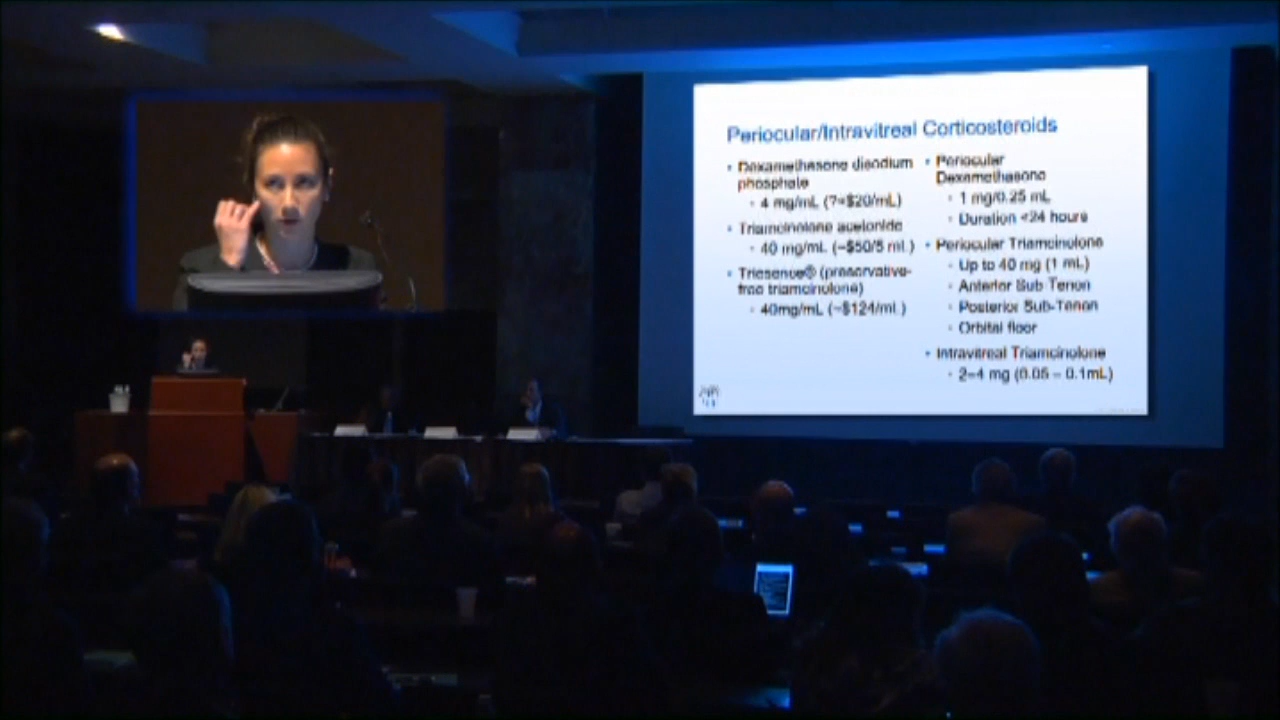 Periocular/Intravitreal Corticosteroids
• Dexamethasone disodium
phosphate
• 4 mg/mL (?=$20/mL)
• Triamcinolone acetonide
• 40 mg/mL (~$50/5 mL)
• Triesence® (preservative-
free triamcinolone)
• 40mg/mL (~$124/mL)
• Periocular
Dexamethasone
• 1 mg/0.25 mL
• Duration <24 hours
• Periocular Triamcinolone
• Up to 40 mg (1 mL)
• Anterior Sub-Tenon
• Posterior Sub-Tenon
• Orbital floor
• Intravitreal Triamcinolone
• 2–4 mg (0.05 – 0.1mL)